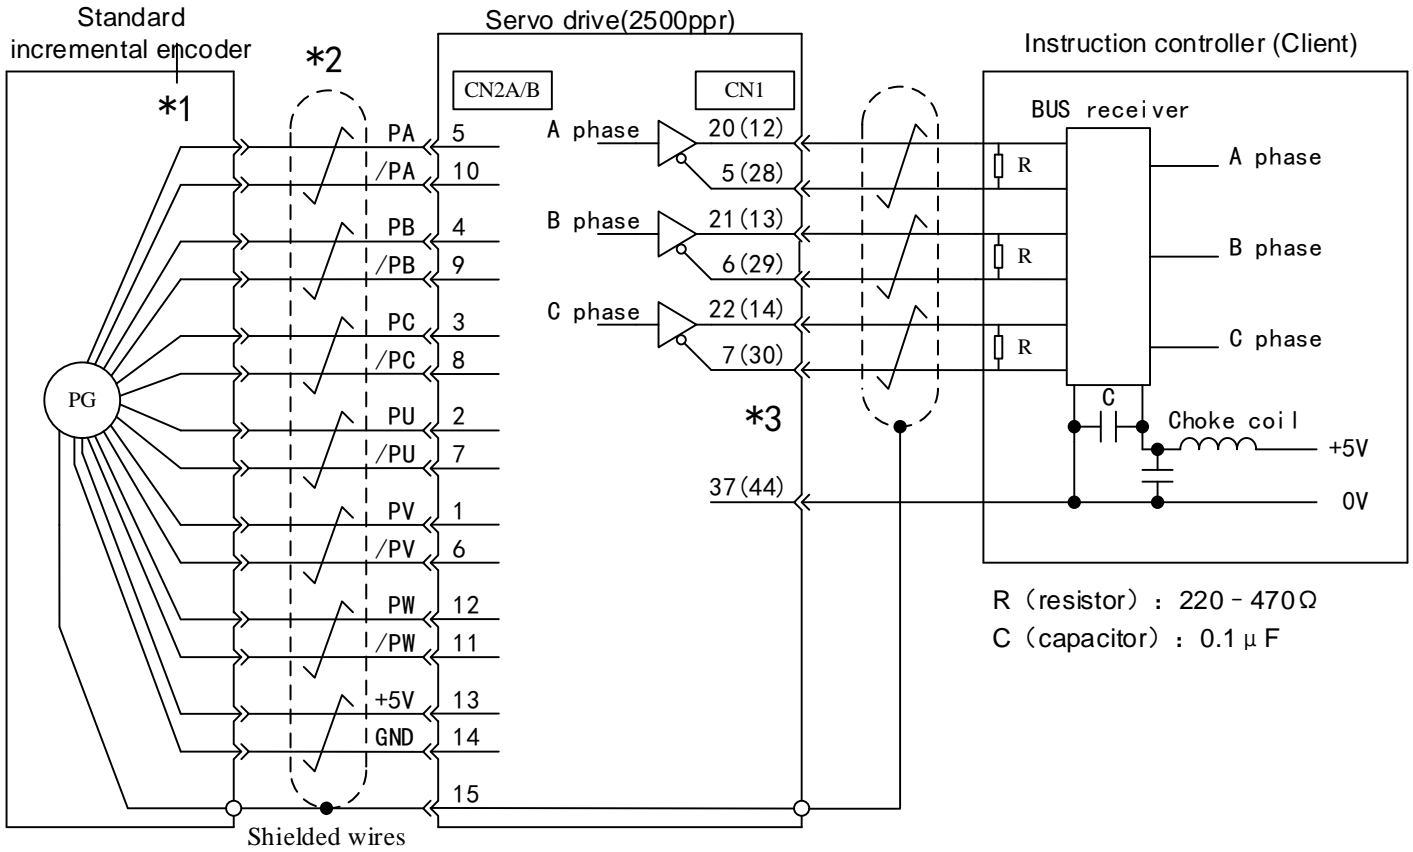 Standard
incremental encoder
*1
*2
Servo drive(2500ppr)
Instruction controller (Client)
CN2A/B
CN1
BUS receiver
PA 5
/PA 10
PB 4
/PB 9
PC 3
/PC 8
PU 2
/PU 7
PV 1
/PV 6
PW 12
/PW 11
+5V 13
GND 14
15
PG
Shielded wires
A phase
20(12)
5(28)
B phase
21(13)
6(29)
C phase
22(14)
7(30)
*3
37(44)
R
R
R
A phase
B phase
C phase
C
Choke coil
+5V
0V
R（resistor）：220－470Ω
C（capacitor）：0.1μF